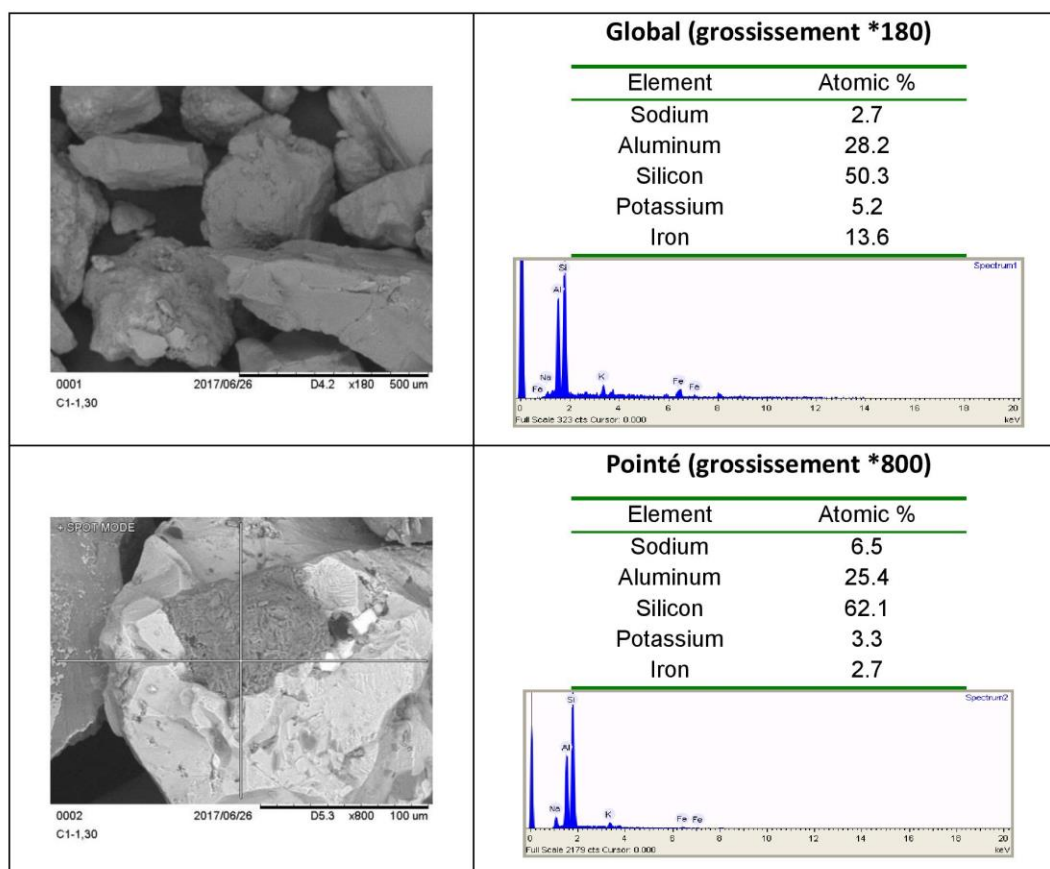 Global (grossissement *180)
Element Atomic %
Sodium 2.7
Aluminum 28.2
Silicon 50.3
Potassium 5.2
Iron 13.6
0001 2017/06/26 D4.2 x180 500 um
C1-1,30
Spectrum1
Si
Al
Na
Fe
K
Fe
Fe
0 2 4 6 8 10 12 14 16 18 20
Full Scale 323 cts Cursor: 0.000 keV
Pointé (grossissement *800)
Element Atomic %
Sodium 6.5
Aluminum 25.4
Silicon 62.1
Potassium 3.3
Iron 2.7
SPOT MODE
0002 2017/06/26 D5.3 x800 100 um
C1-1,30
Spectrum2
Si
Al
Na
K
Fe
Fe
0 2 4 6 8 10 12 14 16 18 20
Full Scale 2179 cts Cursor: 0.000 keV